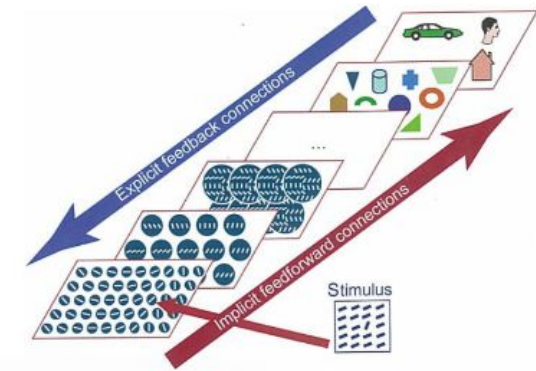 Explicit feedback connections
...
Implicit feedforward connections
Stimulus